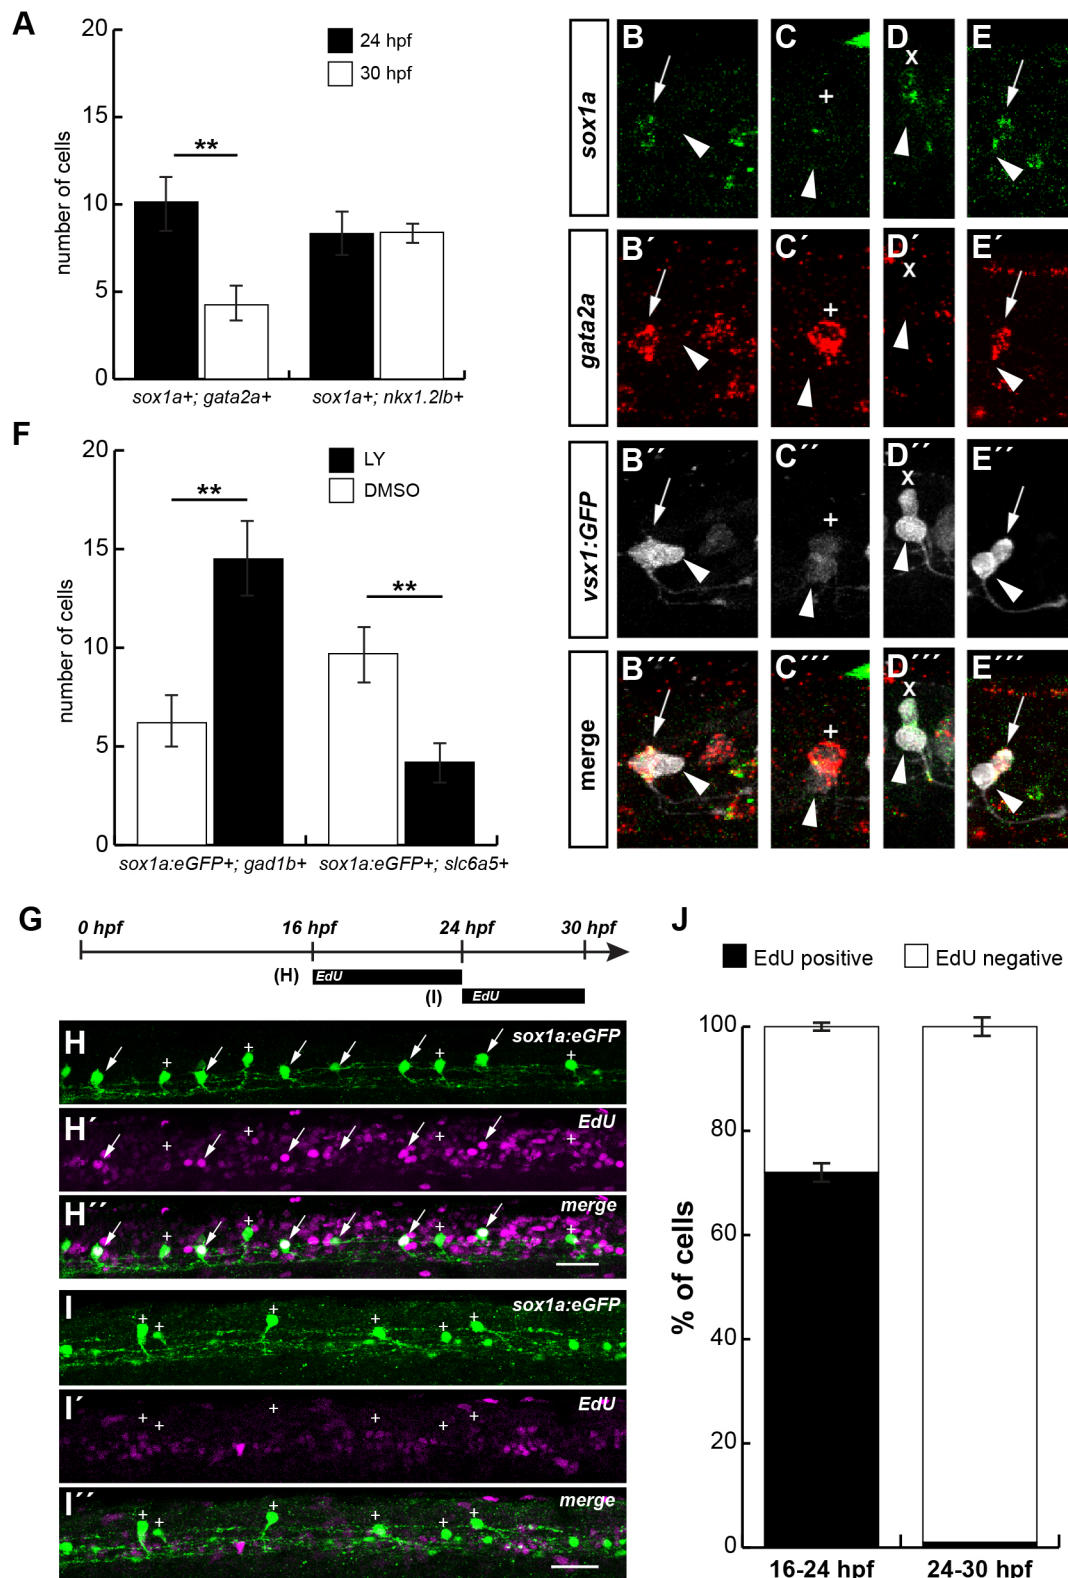 A
20
15
10
5
0
number of cells
24 hpf
30 hpf
**
sox1a+; gata2a+
sox1a+; nkx1.2lb+
B
C
D
E
x
+
sox1a
B´
C´
D´
E´
x
+
gata2a
B´´
C´´
D´´
E´´
x
+
vsx1:GFP
B´´´
C´´´
D´´´
E´´´
x
+
merge
F
20
15
10
5
0
number of cells
LY
DMSO
**
**
sox1a:eGFP+; gad1b+
sox1a:eGFP+; slc6a5+
G
0 hpf
16 hpf
24 hpf
30 hpf
(H)
EdU
(I)
EdU
H
sox1a:eGFP
+ + + +
H´
EdU
+ + + +
H´´
merge
+ + + +
I
sox1a:eGFP
+ + + + + +
I´
EdU
+ + + + + +
I´´
merge
+ + + + + +
J
EdU positive
EdU negative
100
80
60
40
20
0
% of cells
16-24 hpf
24-30 hpf